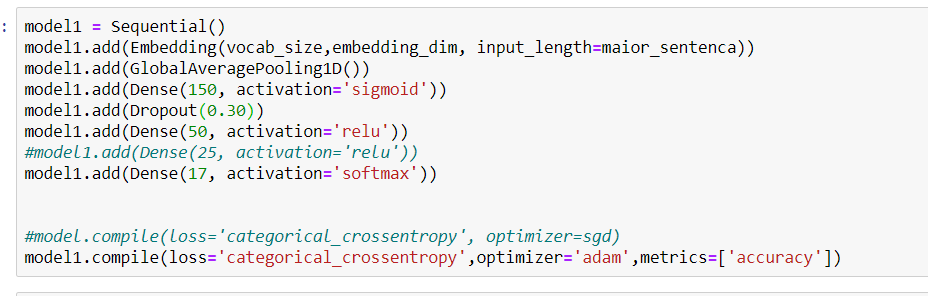 : model1 = Sequential()
model1.add(Embedding(vocab_size,embedding_dim, input_length=maior_sentenca))
model1.add(GlobalAveragePooling1D())
model1.add(Dense(150, activation='sigmoid'))
model1.add(Dropout(0.30))
model1.add(Dense(50, activation='relu'))
#model1.add(Dense(25, activation='relu'))
model1.add(Dense(17, activation='softmax'))
#model.compile(loss='categorical_crossentropy', optimizer=sgd)
model1.compile(loss='categorical_crossentropy',optimizer='adam',metrics=['accuracy'])